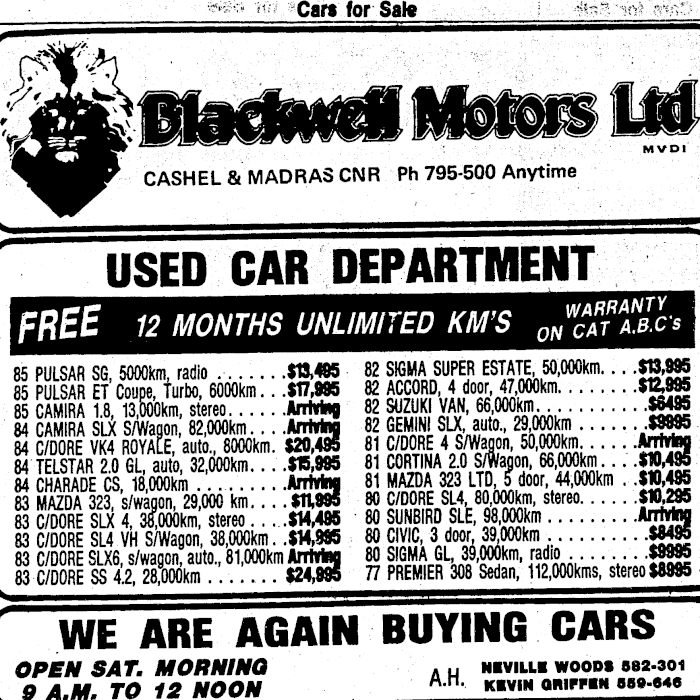 Cars for Sale
Blackwell Motors Ltd
MVDI
CASHEL & MADRAS CNR Ph 795-500 Anytime
USED CAR DEPARTMENT
FREE 12 MONTHS UNLIMITED KM'S WARRANTY ON CAT A.B.C's
85 PULSAR SG, 5000km, radio ....... $13,495
85 PULSAR ET Coupe, Turbo, 6000km ... $17,995
85 CAMIRA 1.8, 13,000km, stereo ..... Arriving
84 CAMIRA SLX S/Wagon, 82,000km ..... Arriving
84 C/DORE VK4 ROYALE, auto., 8000km. $20,495
84 TELSTAR 2.0 GL, auto, 32,000km .... $15,995
84 CHARADE CS, 18,000km ......... Arriving
83 MAZDA 323, s/wagon, 29,000 km .... $11,995
83 C/DORE SLX 4, 38,000km, stereo .... $14,495
83 C/DORE SL4 VH S/Wagon, 38,000km .. $14,995
83 C/DORE SLX6, s/wagon, auto., 81,000km Arriving
83 C/DORE SS 4.2, 28,000km ....... $24,995
82 SIGMA SUPER ESTATE, 50,000km .... $13,995
82 ACCORD, 4 door, 47,000km ........ $12,995
82 SUZUKI VAN, 66,000km .......... $6495
82 GEMINI SLX, auto., 29,000km ...... $9995
81 C/DORE 4 S/Wagon, 50,000km ...... Arriving
81 CORTINA 2.0 S/Wagon, 66,000km .... $10,495
81 MAZDA 323 LTD, 5 door, 44,000km ... $10,495
80 C/DORE SL4, 80,000km, stereo ..... $10,295
80 SUNBIRD SLE, 98,000km ......... Arriving
80 CIVIC, 3 door, 39,000km ......... $8495
80 SIGMA GL, 39,000km, radio ....... $9995
77 PREMIER 308 Sedan, 112,000kms, stereo $8995
WE ARE AGAIN BUYING CARS
OPEN SAT. MORNING
9 A.M. TO 12 NOON
A.H. NEVILLE WOODS 582-301
KEVIN GRIFFEN 559-646